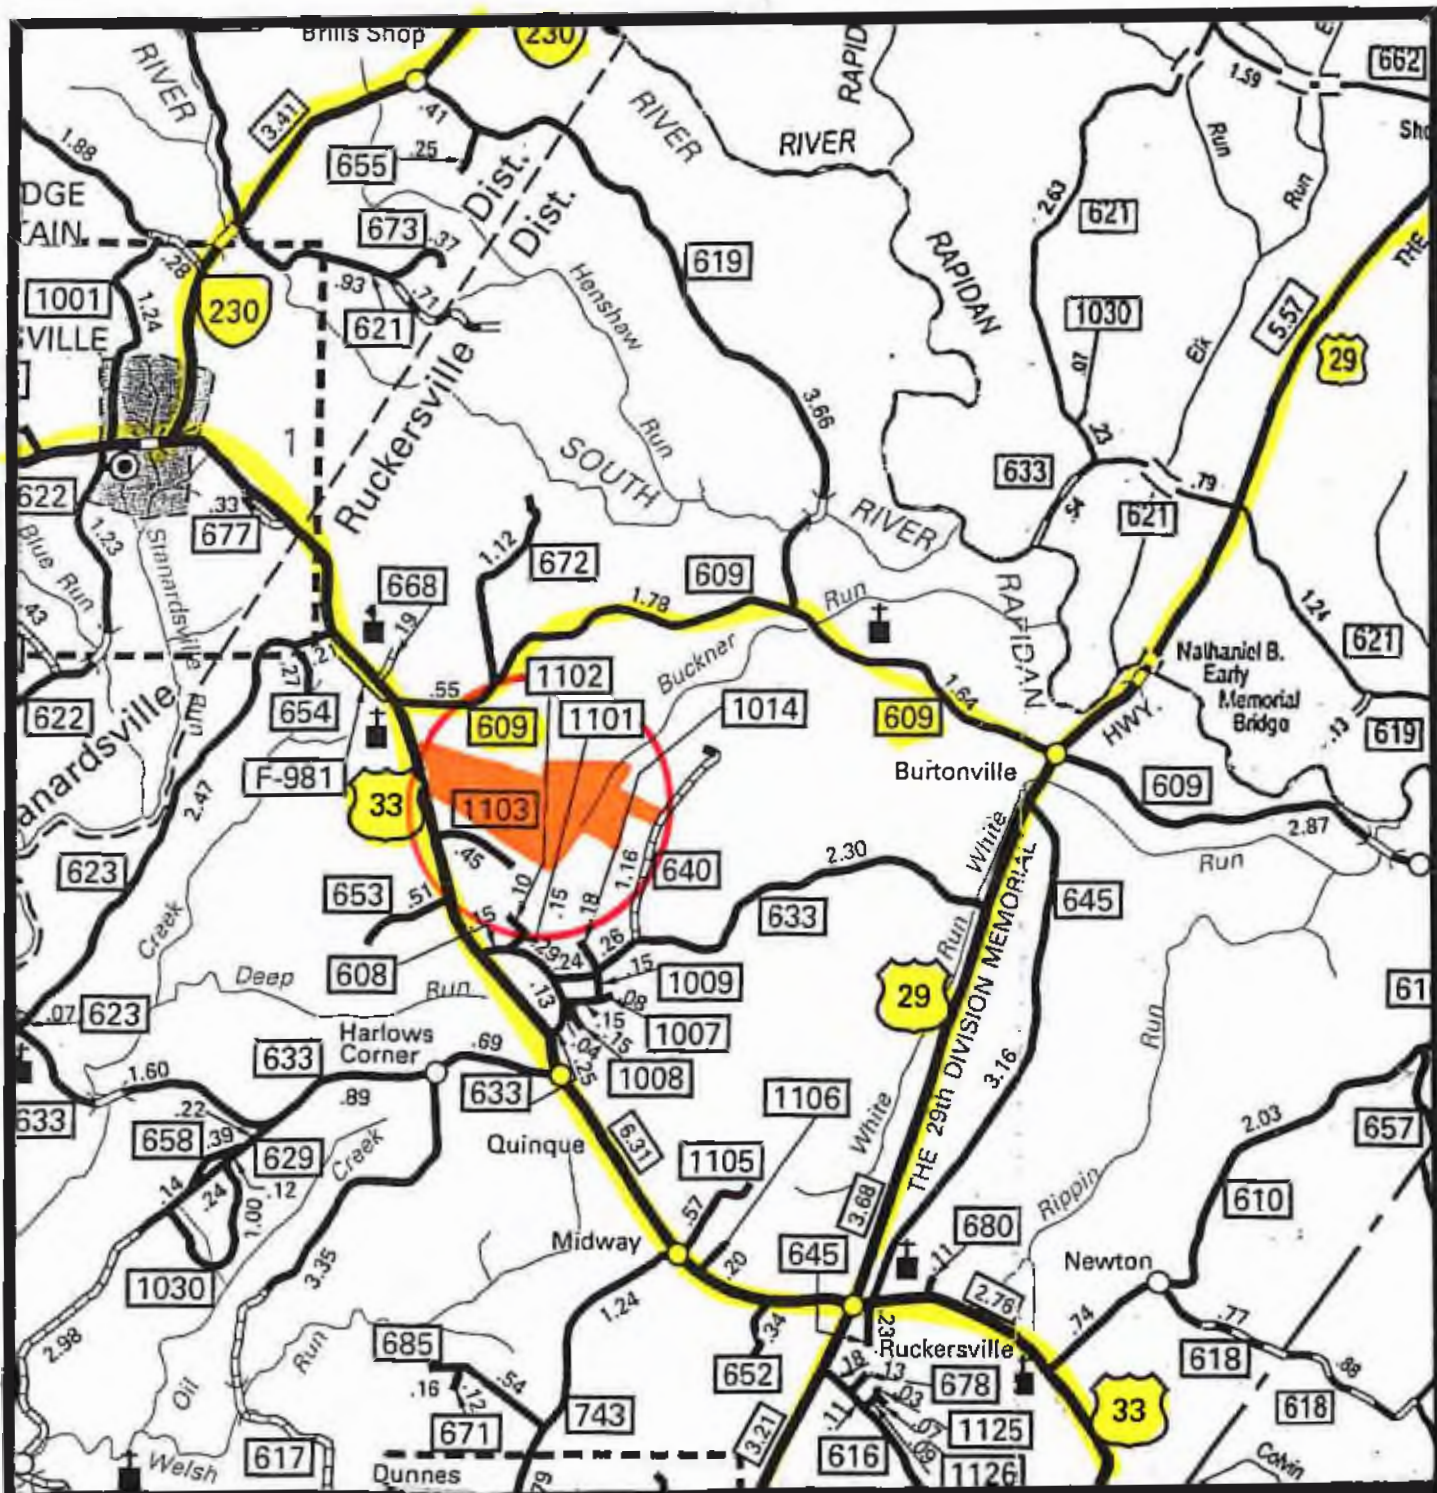 Brills Shop
230
RIVER
3.41
.41
655
.25
1.88
RIVER
RIVER
RAPID
1.59
662
Run
Sho
DGE
TAIN
Dist.
Dist.
673
.37
619
2.63
621
Run
THE
.28
1001
1.24
230
.93
.71
621
Henshaw
RAPIDAN
1030
.07
5.57
29
Elk
VILLE
Ruckersville
Run
3.66
1
SOUTH
.23
633
.54
.79
621
622
1.23
.33
677
RIVER
Blue Run
Stanardsville Run
1.12
672
609
1.78
Run
RAPIDAN
1.24
621
.43
668
.19
.27
654
1102
Buckner
1.64
Nathaniel B.
Early
Memorial
Bridge
622
.55
609
1101
1014
609
HWY.
.13
619
anardsville
F-981
33
1103
Burtonville
609
2.87
2.47
.45
1.16
640
2.30
White
Run
623
653
.51
.10
.15
.18
633
645
Creek
.15
.29
.24
.26
Run
608
Deep
Run
.13
.15
1009
.08
29
61
.07
623
Harlows
Corner
.15
.15
1007
Run
633
.69
.04
.25
1008
THE 29th DIVISION MEMORIAL
3.16
1.60
.89
633
1106
White
633
.22
658
.39
629
Creek
Quinque
6.31
1105
2.03
657
.14
.24
.12
1.00
.57
3.68
Rippin
610
1030
3.35
Midway
.20
645
680
.11
Newton
2.98
1.24
2.76
.74
.77
Run
685
.34
.23
Ruckersville
618
.88
Oil
.16
.12
.54
652
.18
.13
678
33
618
671
743
.03
1125
.11
.07
.09
Welsh
617
Dunnes
.79
3.21
616
1126
Colvin